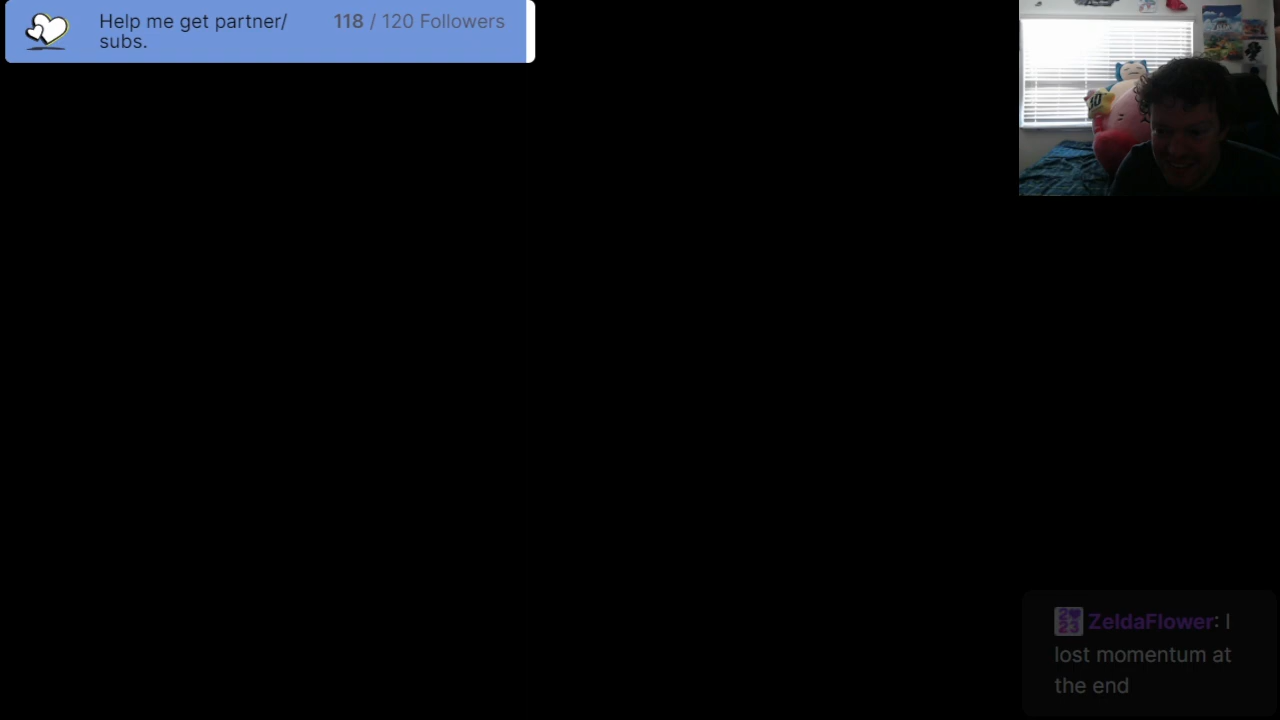 Help me get partner/
subs.
118 / 120 Followers
ZeldaFlower: I
lost momentum at
the end